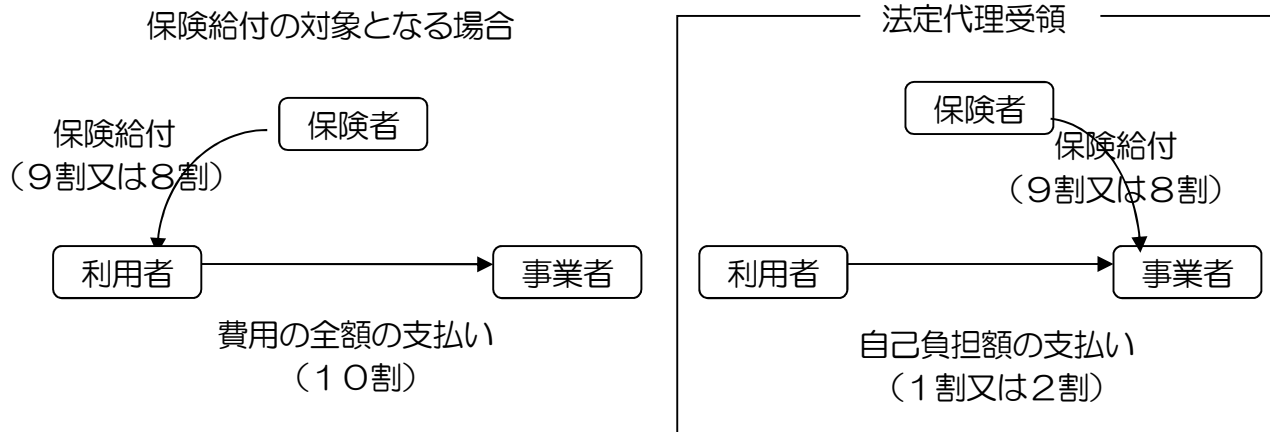 保険給付の対象となる場合
保険者
保険給付
（９割又は８割）
利用者
事業者
費用の全額の支払い
（１０割）
法定代理受領
保険者
保険給付
（９割又は８割）
利用者
事業者
自己負担額の支払い
（１割又は２割）